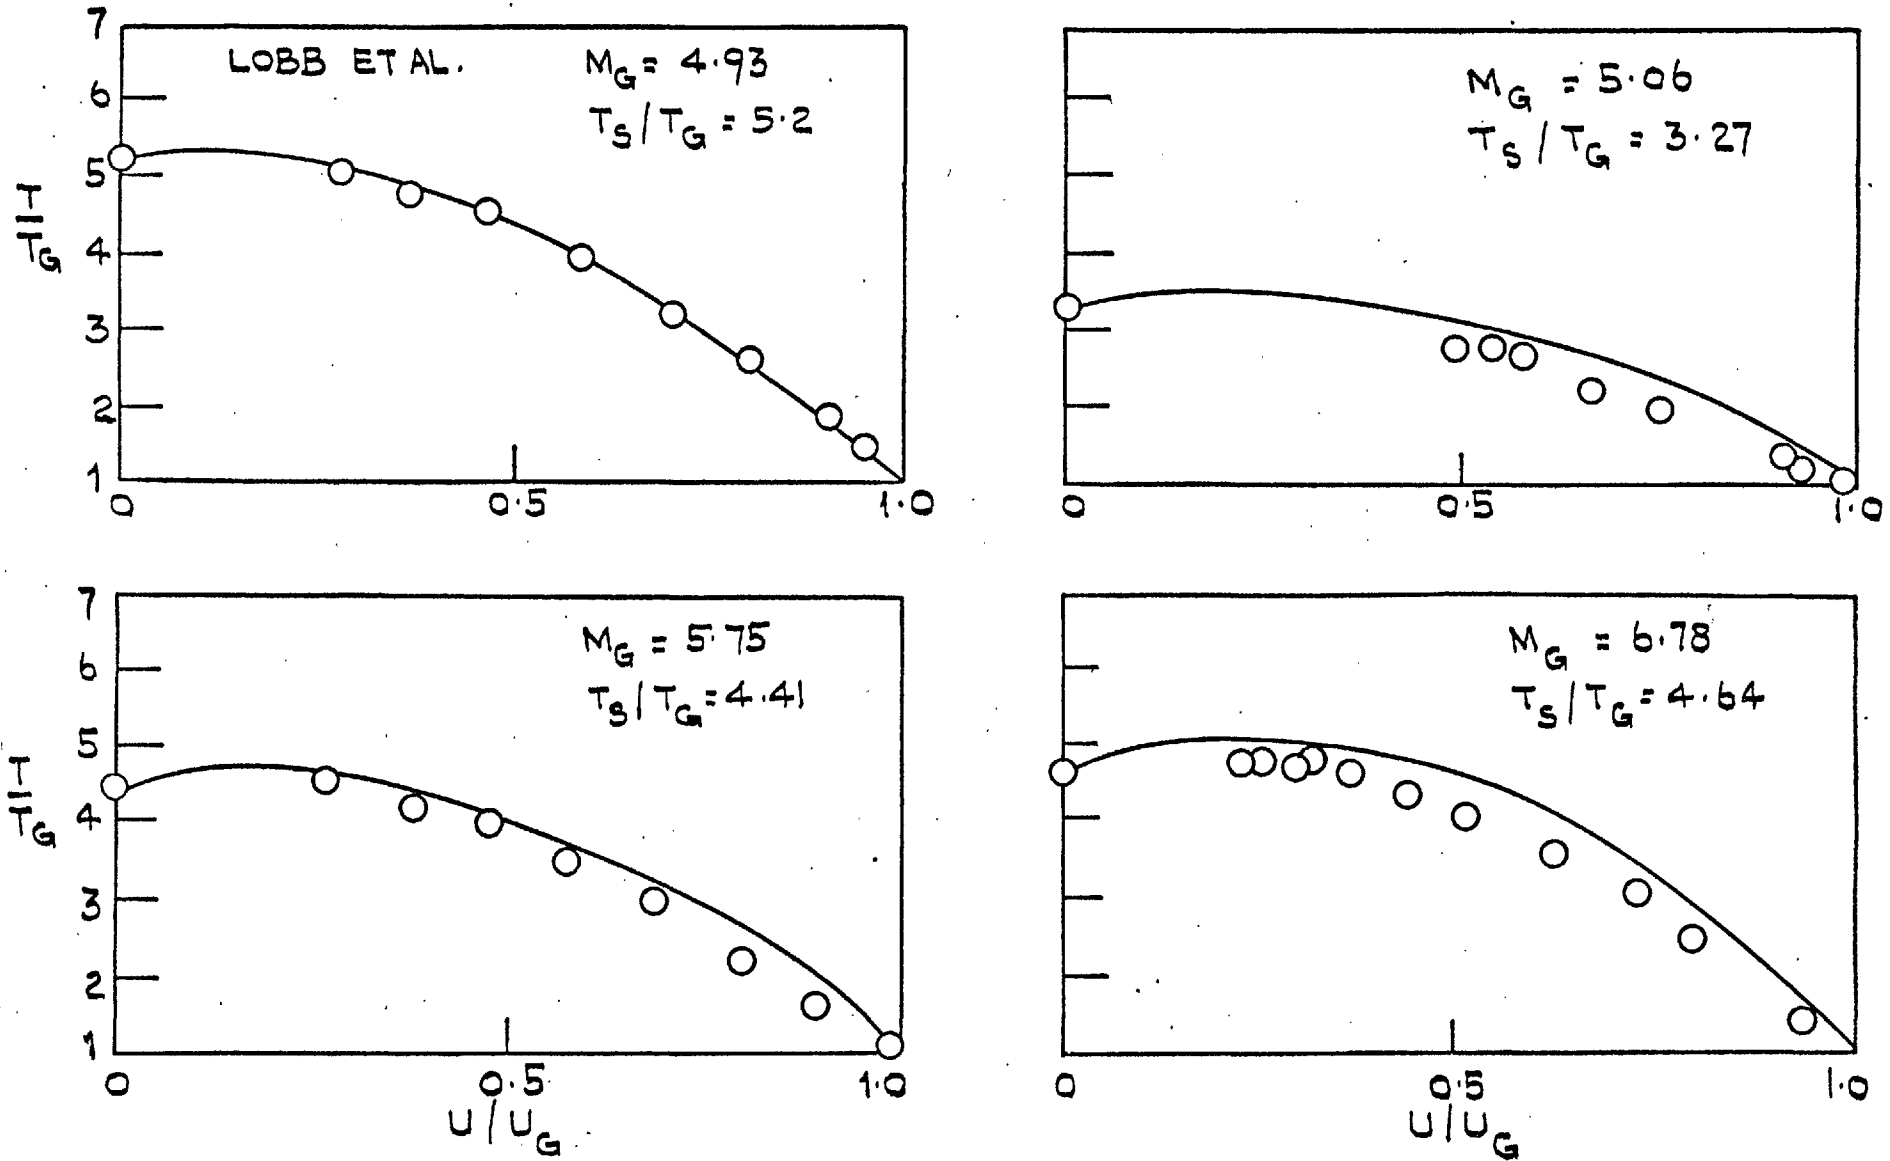 7
LOBB ET AL.
M_G = 4.93
6
T_S/T_G = 5.2
5
T/T_G
4
3
2
1
0
0.5
1.0
M_G = 5.06
T_S/T_G = 3.27
0
0.5
1.0
7
M_G = 5.75
6
T_S/T_G = 4.41
5
T/T_G
4
3
2
1
0
0.5
1.0
U/U_G
M_G = 6.78
T_S/T_G = 4.64
0
0.5
1.0
U/U_G